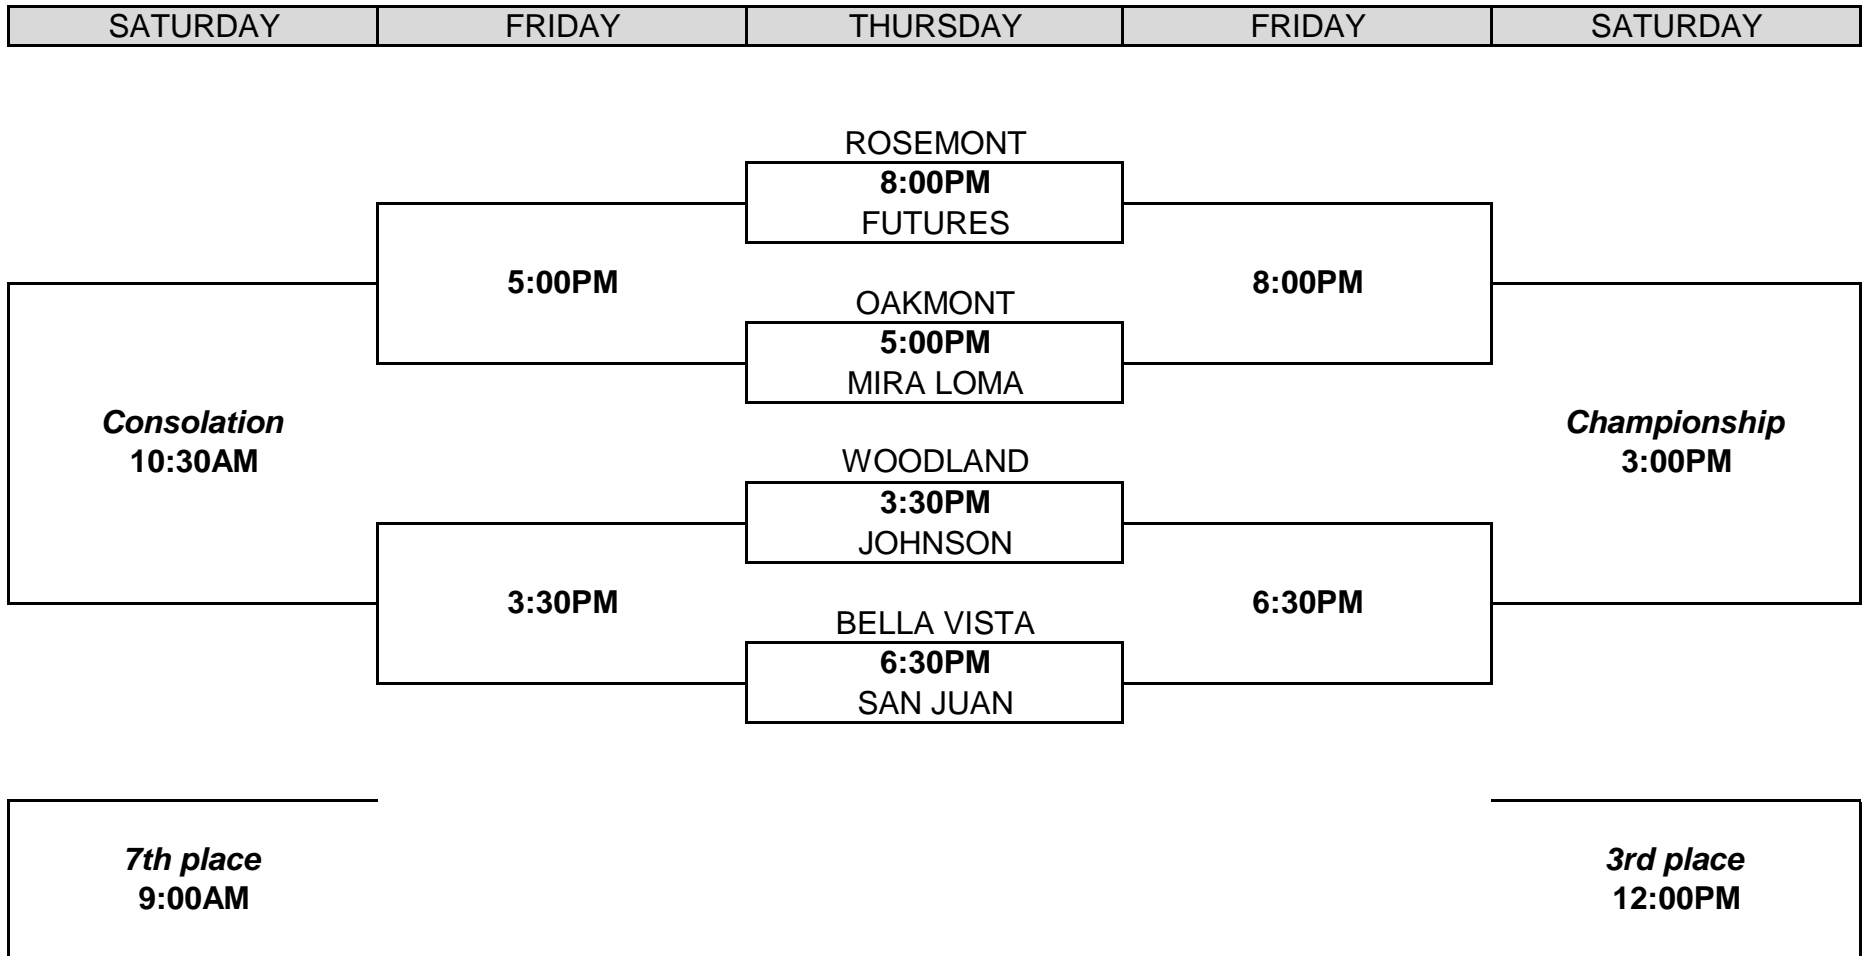 SATURDAY FRIDAY THURSDAY FRIDAY SATURDAY
ROSEMONT
8:00PM
FUTURES
5:00PM 8:00PM
OAKMONT
5:00PM
MIRA LOMA
Consolation Championship
10:30AM 3:00PM
WOODLAND
3:30PM
JOHNSON
3:30PM 6:30PM
BELLA VISTA
6:30PM
SAN JUAN
7th place 3rd place
9:00AM 12:00PM